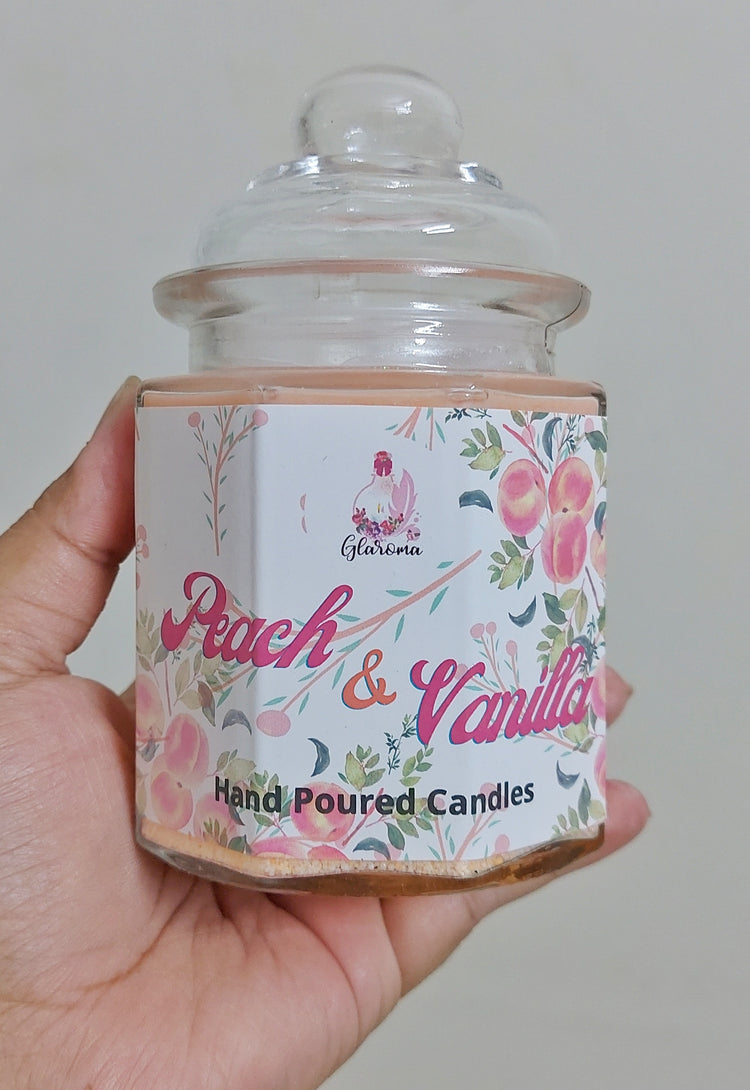 Glaroma
Peach
&
Vanilla
Hand Poured Candles